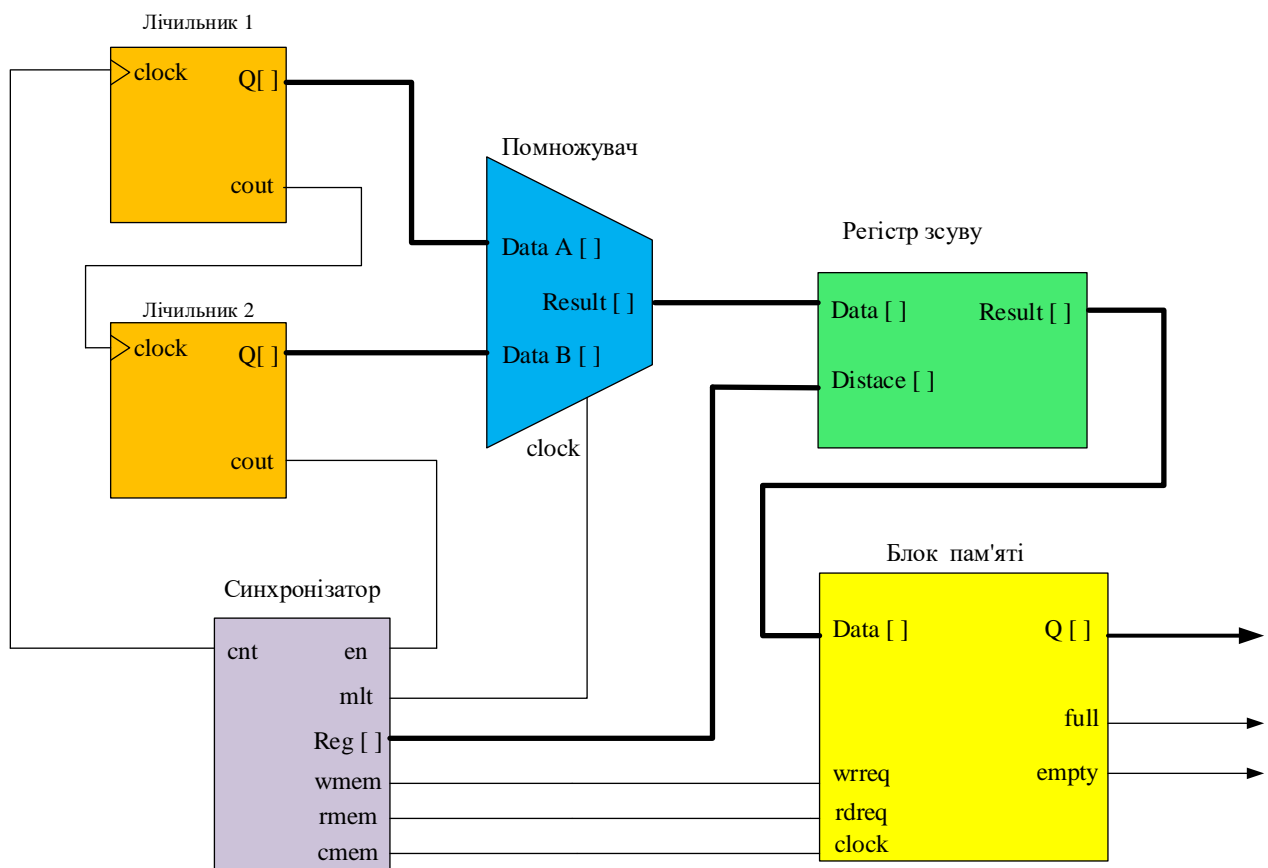 Лічильник 1
clock
Q[ ]
cout
Лічильник 2
clock
Q[ ]
cout
Помножувач
Data A [ ]
Result [ ]
Data B [ ]
clock
Регістр зсуву
Data [ ]
Result [ ]
Distace [ ]
Синхронізатор
cnt
en
mlt
Reg [ ]
wmem
rmem
cmem
Блок пам'яті
Data [ ]
Q [ ]
full
empty
wrreq
rdreq
clock